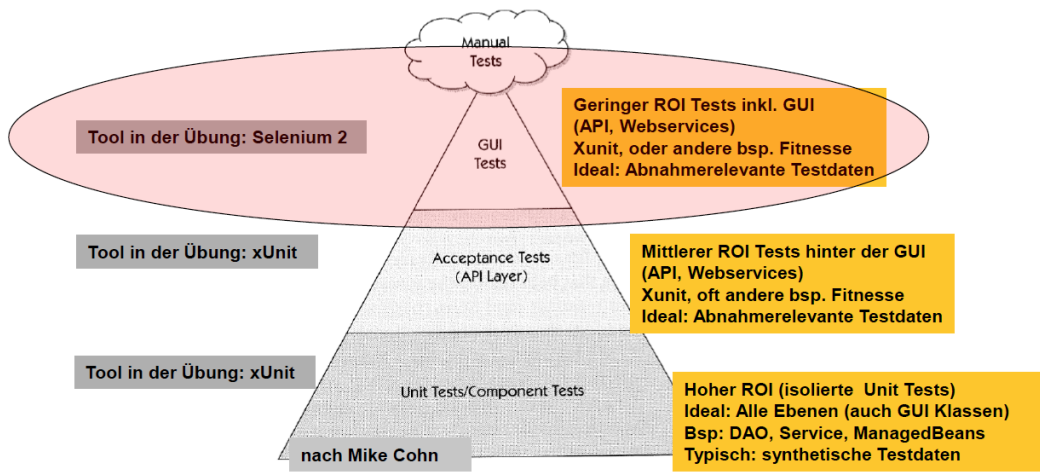 Manual
Tests
Tool in der Übung: Selenium 2
GUI
Tests
Geringer ROI Tests inkl. GUI
(API, Webservices)
Xunit, oder andere bsp. Fitnesse
Ideal: Abnahmerelevante Testdaten
Tool in der Übung: xUnit
Acceptance Tests
(API Layer)
Mittlerer ROI Tests hinter der GUI
(API, Webservices)
Xunit, oft andere bsp. Fitnesse
Ideal: Abnahmerelevante Testdaten
Tool in der Übung: xUnit
Unit Tests/Component Tests
Hoher ROI (isolierte Unit Tests)
Ideal: Alle Ebenen (auch GUI Klassen)
Bsp: DAO, Service, ManagedBeans
Typisch: synthetische Testdaten
nach Mike Cohn